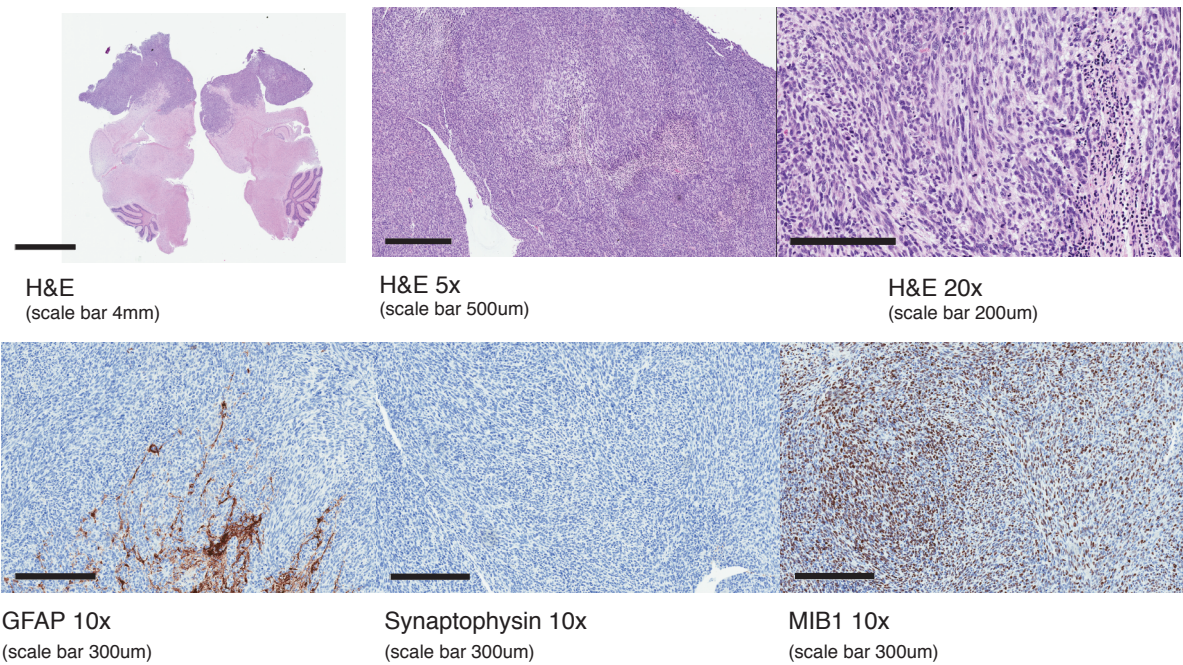 H&E
(scale bar 4mm)
H&E 5x
(scale bar 500um)
H&E 20x
(scale bar 200um)
GFAP 10x
(scale bar 300um)
Synaptophysin 10x
(scale bar 300um)
MIB1 10x
(scale bar 300um)